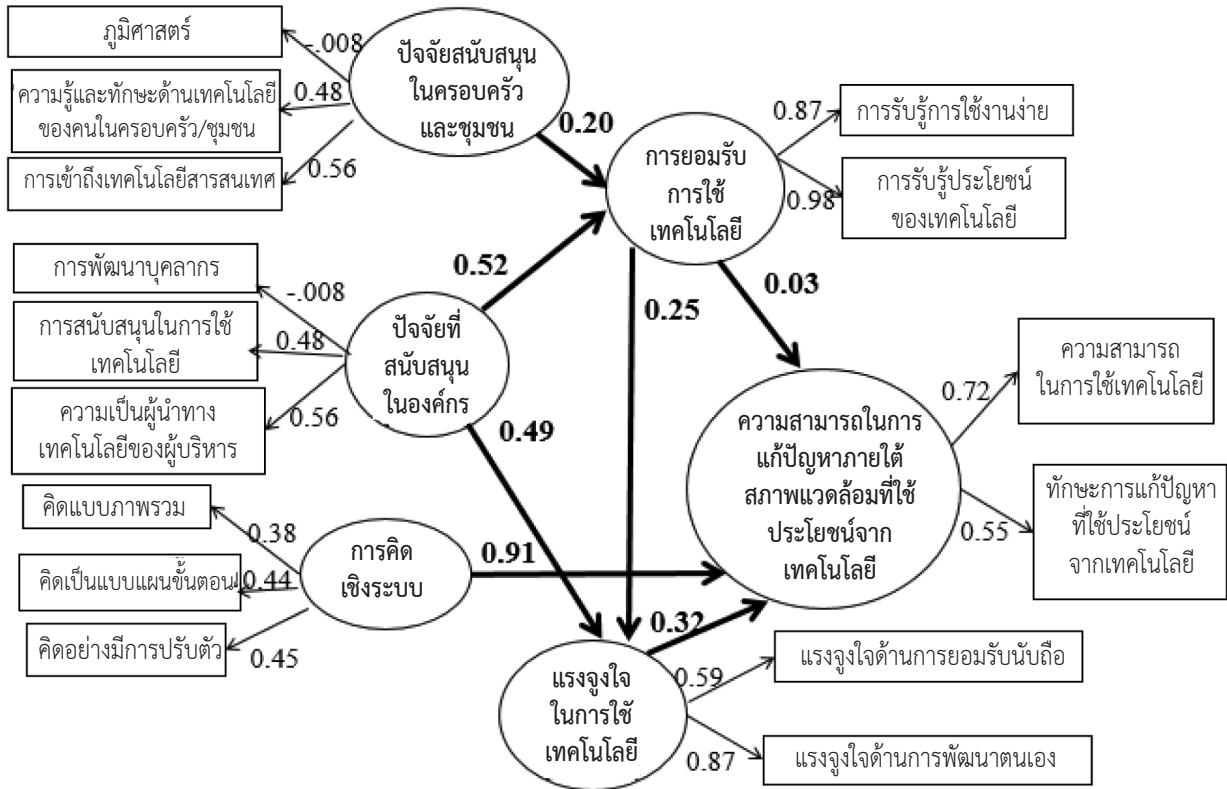 ภูมิศาสตร์
-.008
ความรู้และทักษะด้านเทคโนโลยี
ของคนในครอบครัว/ชุมชน
0.48
การเข้าถึงเทคโนโลยีสารสนเทศ
0.56
ปัจจัยสนับสนุน
ในครอบครัว
และชุมชน
0.20
การยอมรับ
การใช้
เทคโนโลยี
0.87
การรับรู้การใช้งานง่าย
0.98
การรับรู้ประโยชน์
ของเทคโนโลยี
การพัฒนาบุคลากร
-.008
การสนับสนุนในการใช้
เทคโนโลยี
0.48
ความเป็นผู้นำทาง
เทคโนโลยีของผู้บริหาร
0.56
ปัจจัยที่
สนับสนุน
ในองค์กร
0.52
0.49
0.25
0.03
ความสามารถในการ
แก้ปัญหาภายใต้
สภาพแวดล้อมที่ใช้
ประโยชน์จาก
เทคโนโลยี
0.72
ความสามารถ
ในการใช้เทคโนโลยี
0.55
ทักษะการแก้ปัญหา
ที่ใช้ประโยชน์
จากเทคโนโลยี
คิดแบบภาพรวม
0.38
คิดเป็นแบบแผนขั้นตอน
0.44
คิดอย่างมีการปรับตัว
0.45
การคิด
เชิงระบบ
0.91
0.32
แรงจูงใจ
ในการใช้
เทคโนโลยี
0.59
แรงจูงใจด้านการยอมรับนับถือ
0.87
แรงจูงใจด้านการพัฒนาตนเอง